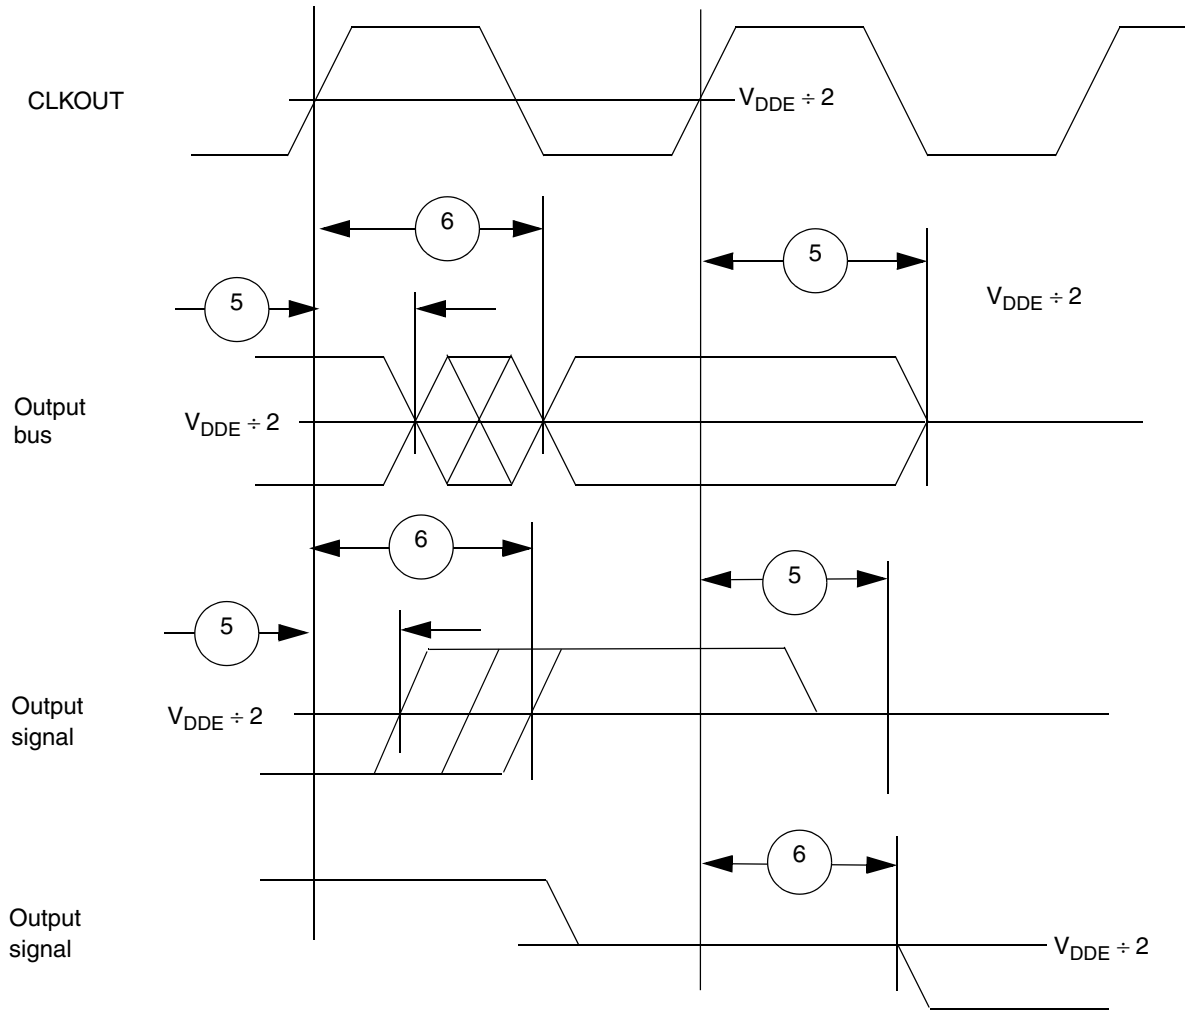 CLKOUT
V_DDE ÷ 2
6
5
5
V_DDE ÷ 2
Output
bus
V_DDE ÷ 2
6
5
5
Output
signal
V_DDE ÷ 2
6
Output
signal
V_DDE ÷ 2